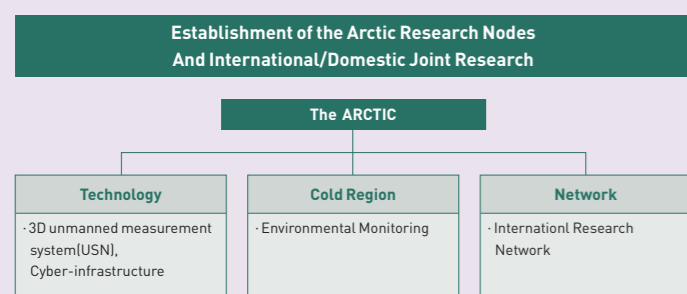 Establishment of the Arctic Research Nodes
And International/Domestic Joint Research
The ARCTIC
Technology
· 3D unmanned measurement
system(USN),
Cyber-infrastructure
Cold Region
· Environmental Monitoring
Network
· Internationl Research
Network